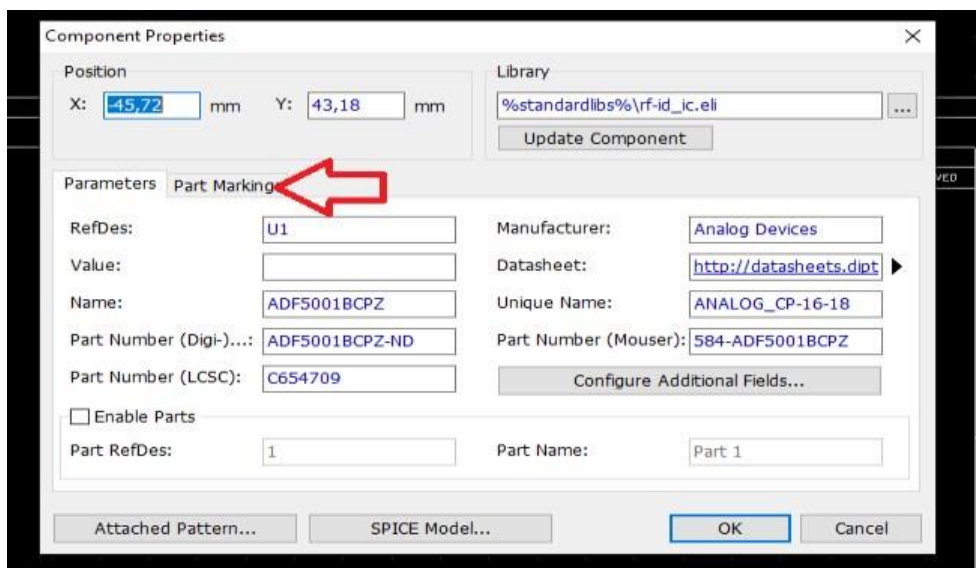 Component Properties
Position
X: -45,72 mm Y: 43,18 mm
Library
%standardlibs%\rf-id_ic.eli ...
Update Component
Parameters Part Marking
RefDes: U1
Manufacturer: Analog Devices
Value:
Datasheet: http://datasheets.dipt
Name: ADF5001BCPZ
Unique Name: ANALOG_CP-16-18
Part Number (Digi-)...: ADF5001BCPZ-ND
Part Number (Mouser): 584-ADF5001BCPZ
Part Number (LCSC): C654709
Configure Additional Fields...
Enable Parts
Part RefDes: 1
Part Name: Part 1
Attached Pattern... SPICE Model... OK Cancel
VED